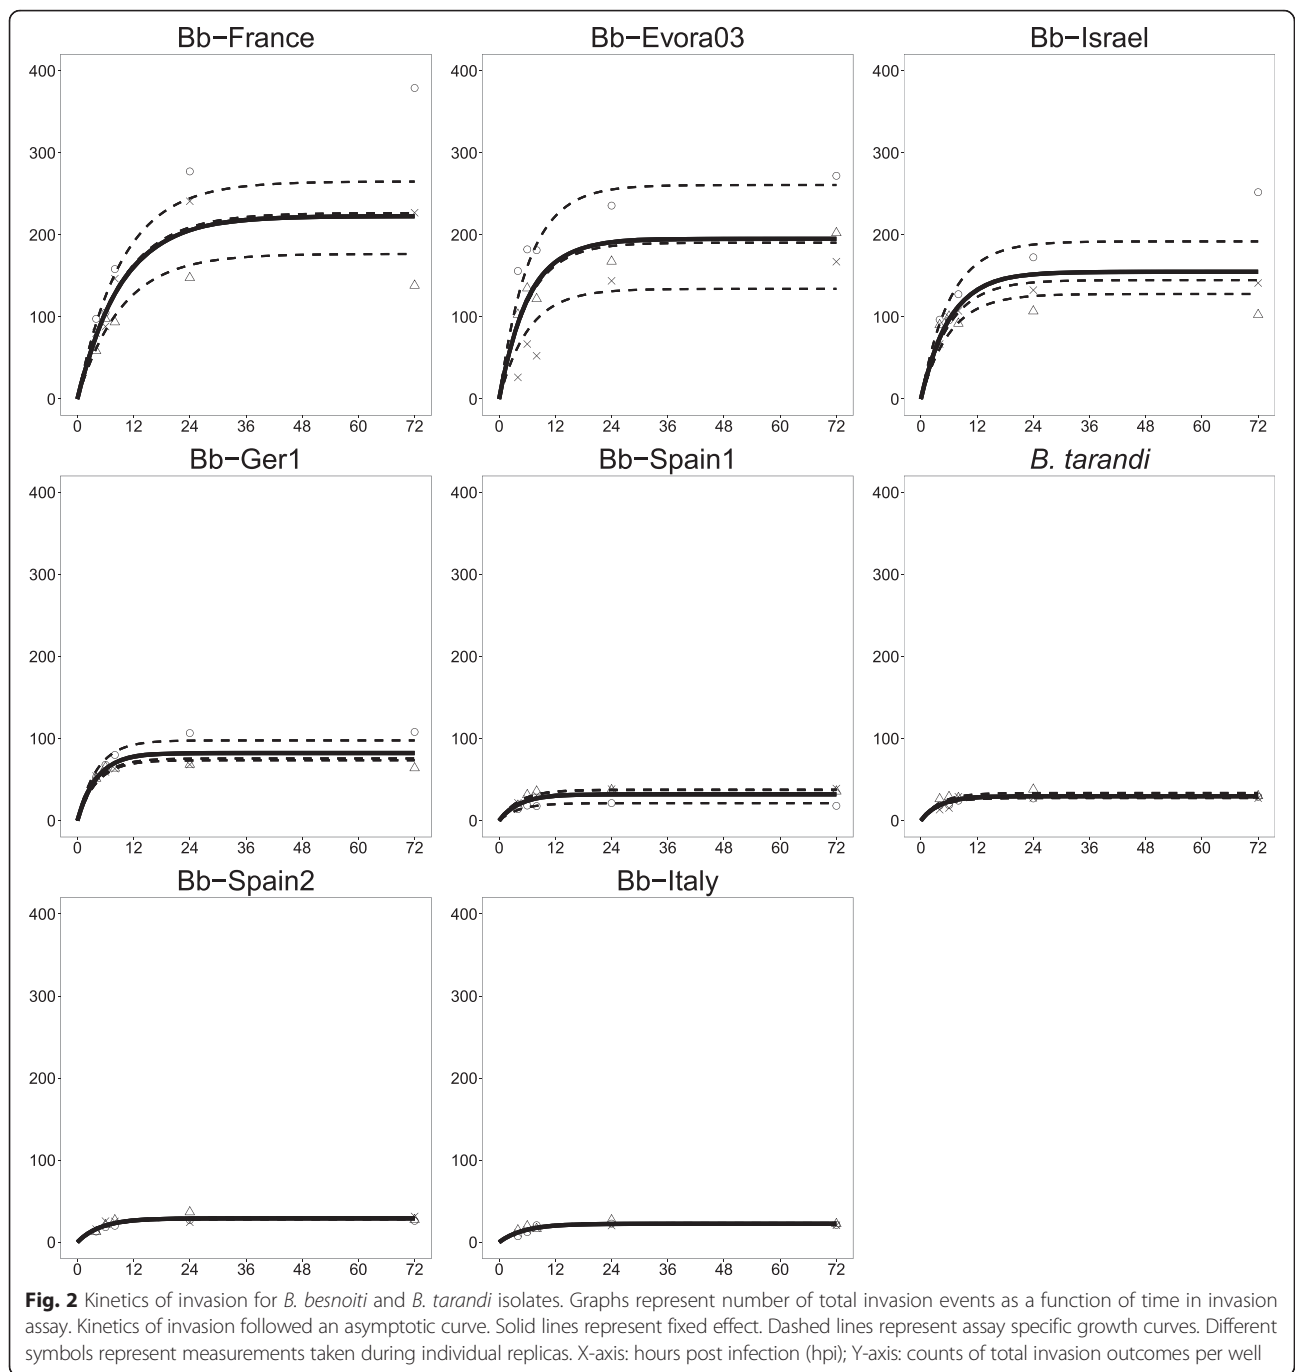 Bb−France
Bb−Evora03
Bb−Israel
400
300
200
100
0
0 12 24 36 48 60 72
400
300
200
100
0
0 12 24 36 48 60 72
400
300
200
100
0
0 12 24 36 48 60 72
Bb−Ger1
Bb−Spain1
B. tarandi
400
300
200
100
0
0 12 24 36 48 60 72
400
300
200
100
0
0 12 24 36 48 60 72
400
300
200
100
0
0 12 24 36 48 60 72
Bb−Spain2
Bb−Italy
400
300
200
100
0
0 12 24 36 48 60 72
400
300
200
100
0
0 12 24 36 48 60 72
Fig. 2 Kinetics of invasion for B. besnoiti and B. tarandi isolates. Graphs represent number of total invasion events as a function of time in invasion
assay. Kinetics of invasion followed an asymptotic curve. Solid lines represent fixed effect. Dashed lines represent assay specific growth curves. Different
symbols represent measurements taken during individual replicas. X-axis: hours post infection (hpi); Y-axis: counts of total invasion outcomes per well